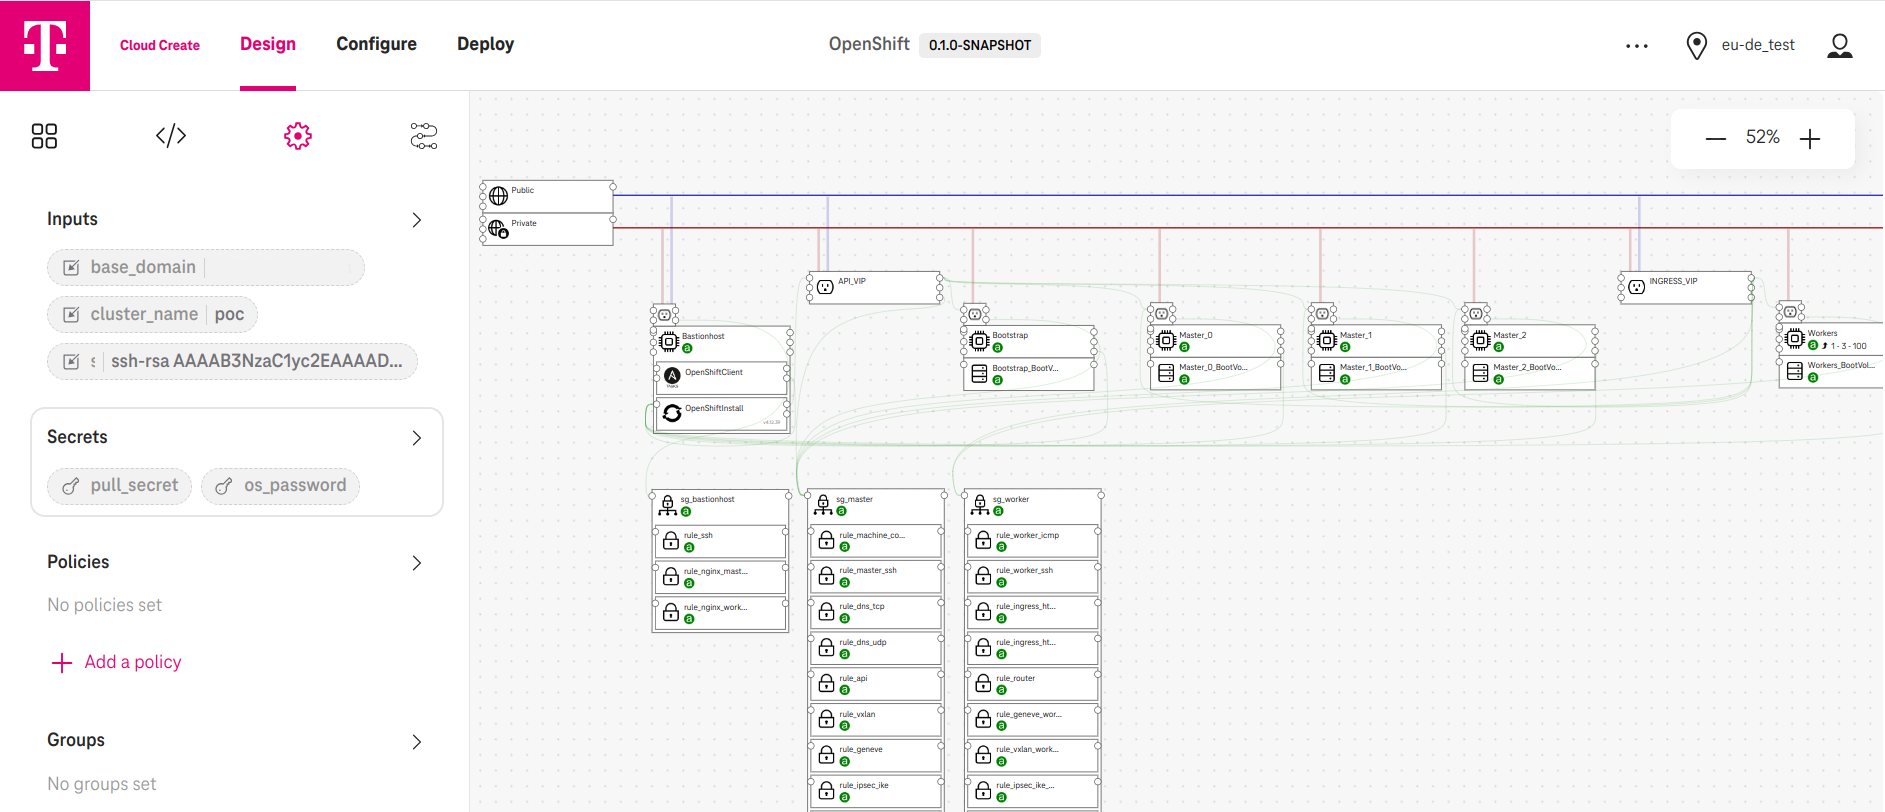 T Cloud Create Design Configure Deploy OpenShift 0.1.0-SNAPSHOT ... eu-de_test
52%
Inputs
base_domain
cluster_name poc
s ssh-rsa AAAAB3NzaC1yc2EAAAAD...
Secrets
pull_secret os_password
Policies
No policies set
Add a policy
Groups
No groups set
Public
Private
API_VIP
INGRESS_VIP
Bastionhost
a
OpenShiftClient
OpenShiftInstall
v4.12.29
Bootstrap
a
Bootstrap_BootV...
a
Master_0
a
Master_0_BootVo...
a
Master_1
a
Master_1_BootVo...
a
Master_2
a
Master_2_BootVo...
a
Workers
a 1 - 3 - 100
Workers_BootVol...
a
sg_bastionhost
a
rule_ssh
a
rule_nginx_mast...
a
rule_nginx_work...
a
sg_master
a
rule_machine_co...
a
rule_master_ssh
a
rule_dns_tcp
a
rule_dns_udp
a
rule_api
a
rule_vxlan
a
rule_geneve
a
rule_ipsec_ike
a
sg_worker
a
rule_worker_icmp
a
rule_worker_ssh
a
rule_ingress_ht...
a
rule_ingress_ht...
a
rule_router
a
rule_geneve_wor...
a
rule_vxlan_work...
a
rule_ipsec_ike_...
a